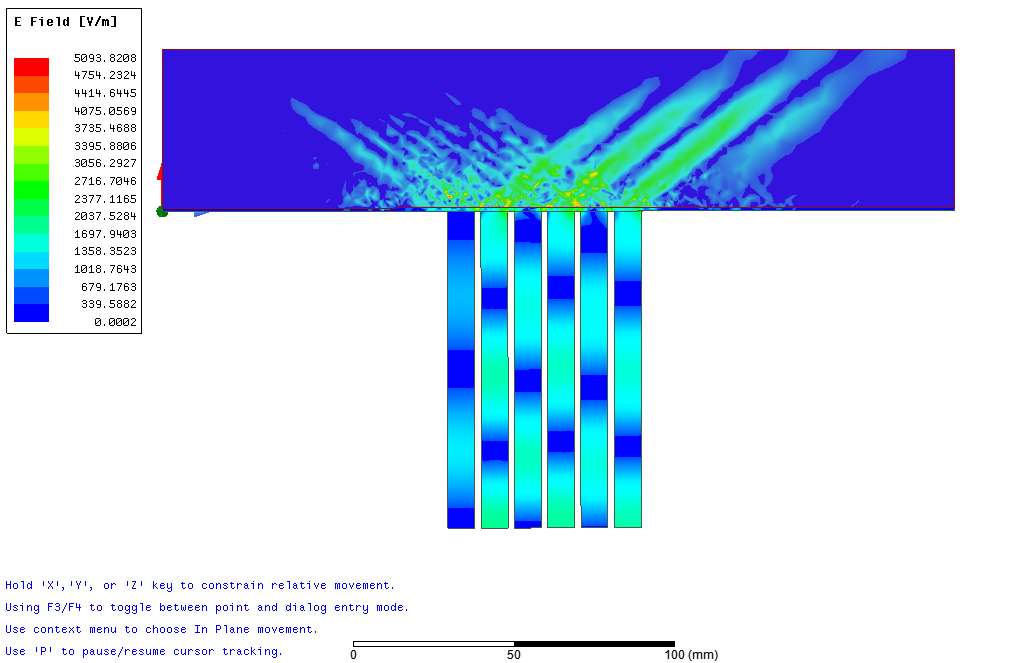 E Field [V/m]
5093.8208
4754.2324
4414.6445
4075.0569
3735.4688
3395.8806
3056.2927
2716.7046
2377.1165
2037.5284
1697.9403
1358.3523
1018.7643
679.1763
339.5882
0.0002
Hold 'X','Y', or 'Z' key to constrain relative movement.
Using F3/F4 to toggle between point and dialog entry mode.
Use context menu to choose In Plane movement.
Use 'P' to pause/resume cursor tracking.
0 50 100 (mm)